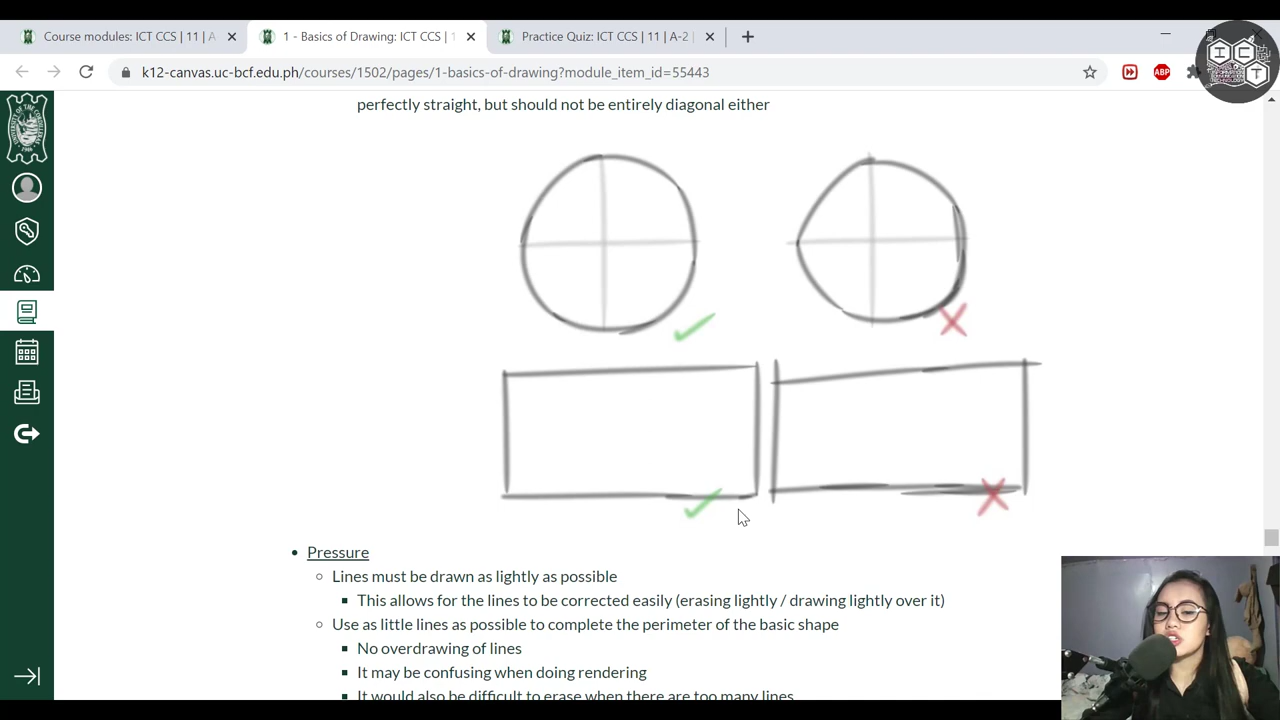 Course modules: ICT CCS | 11 | A
1 - Basics of Drawing: ICT CCS | 1
Practice Quiz: ICT CCS | 11 | A-2 |
k12-canvas.uc-bcf.edu.ph/courses/1502/pages/1-basics-of-drawing?module_item_id=55443
ABP
ICT
perfectly straight, but should not be entirely diagonal either
Pressure
Lines must be drawn as lightly as possible
This allows for the lines to be corrected easily (erasing lightly / drawing lightly over it)
Use as little lines as possible to complete the perimeter of the basic shape
No overdrawing of lines
It may be confusing when doing rendering
It would also be difficult to erase when there are too many lines